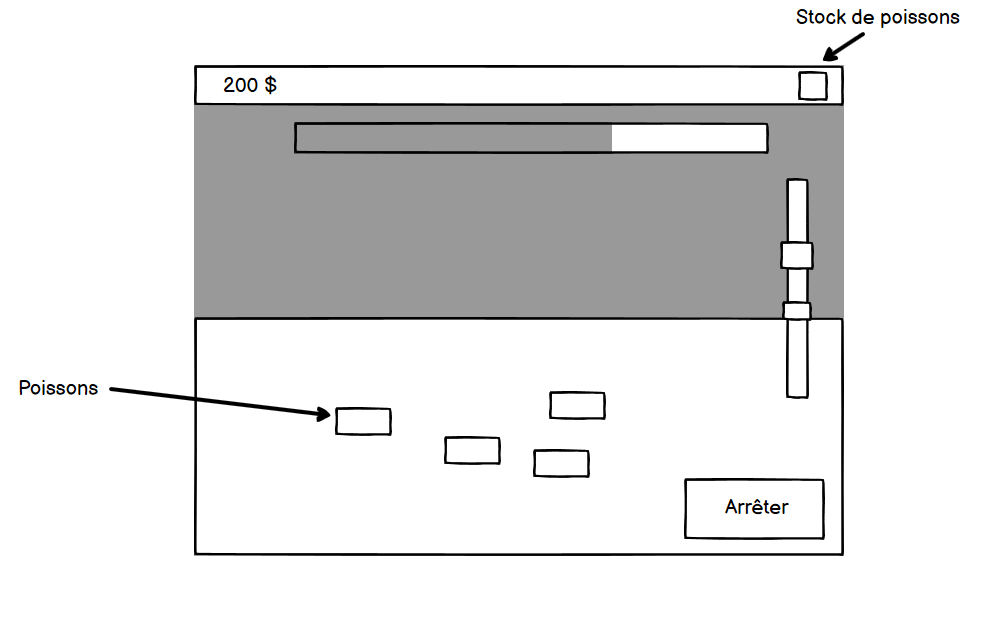 Stock de poissons
200 $
Poissons
Arrêter